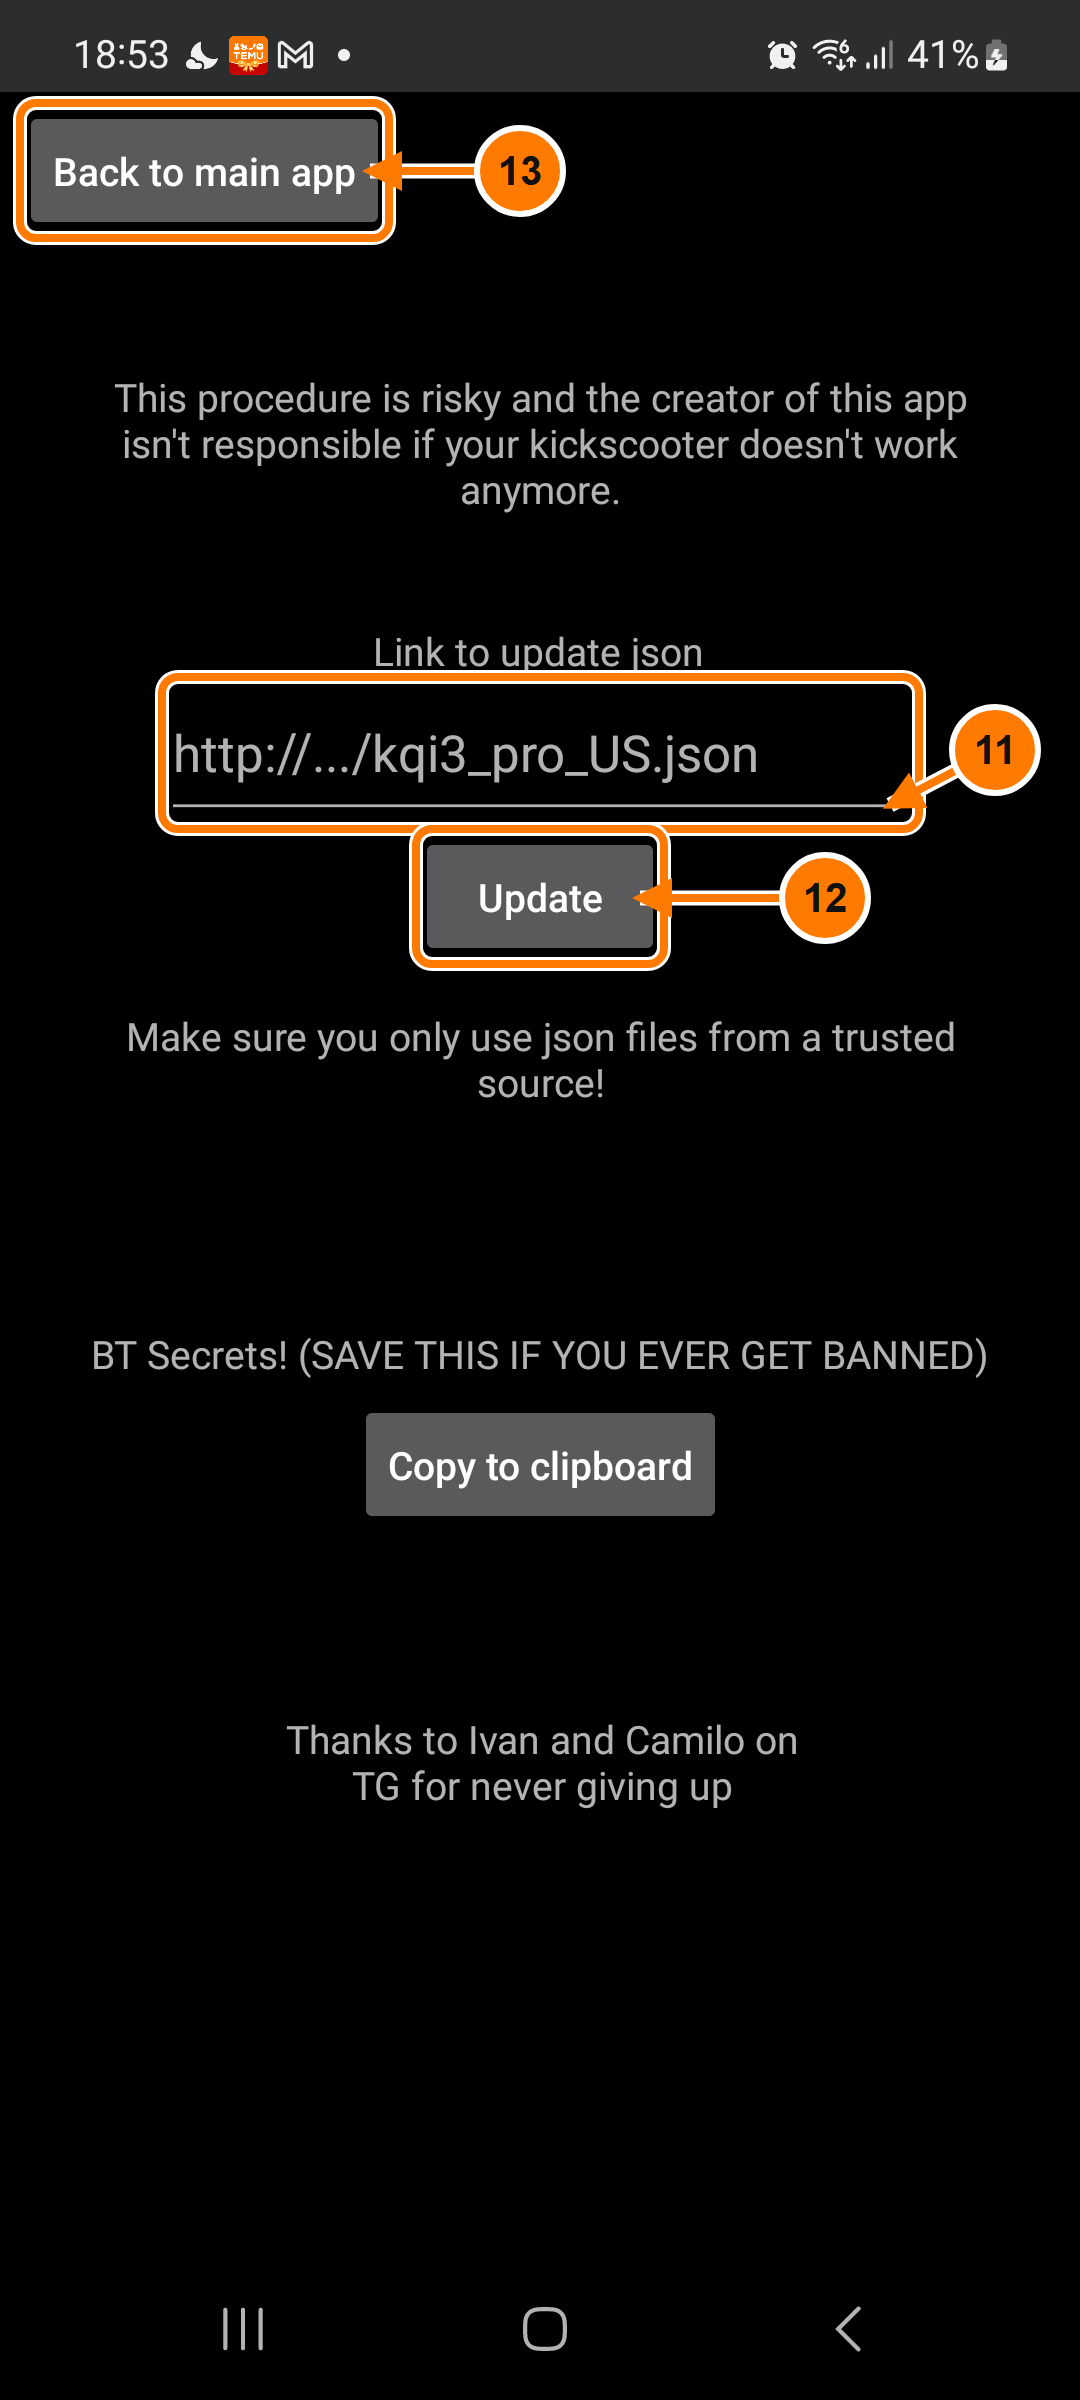 18:53 TEMU 6 41%
Back to main app 13
This procedure is risky and the creator of this app
isn't responsible if your kickscooter doesn't work
anymore.
Link to update json
http://.../kqi3_pro_US.json 11
Update 12
Make sure you only use json files from a trusted
source!
BT Secrets! (SAVE THIS IF YOU EVER GET BANNED)
Copy to clipboard
Thanks to Ivan and Camilo on
TG for never giving up